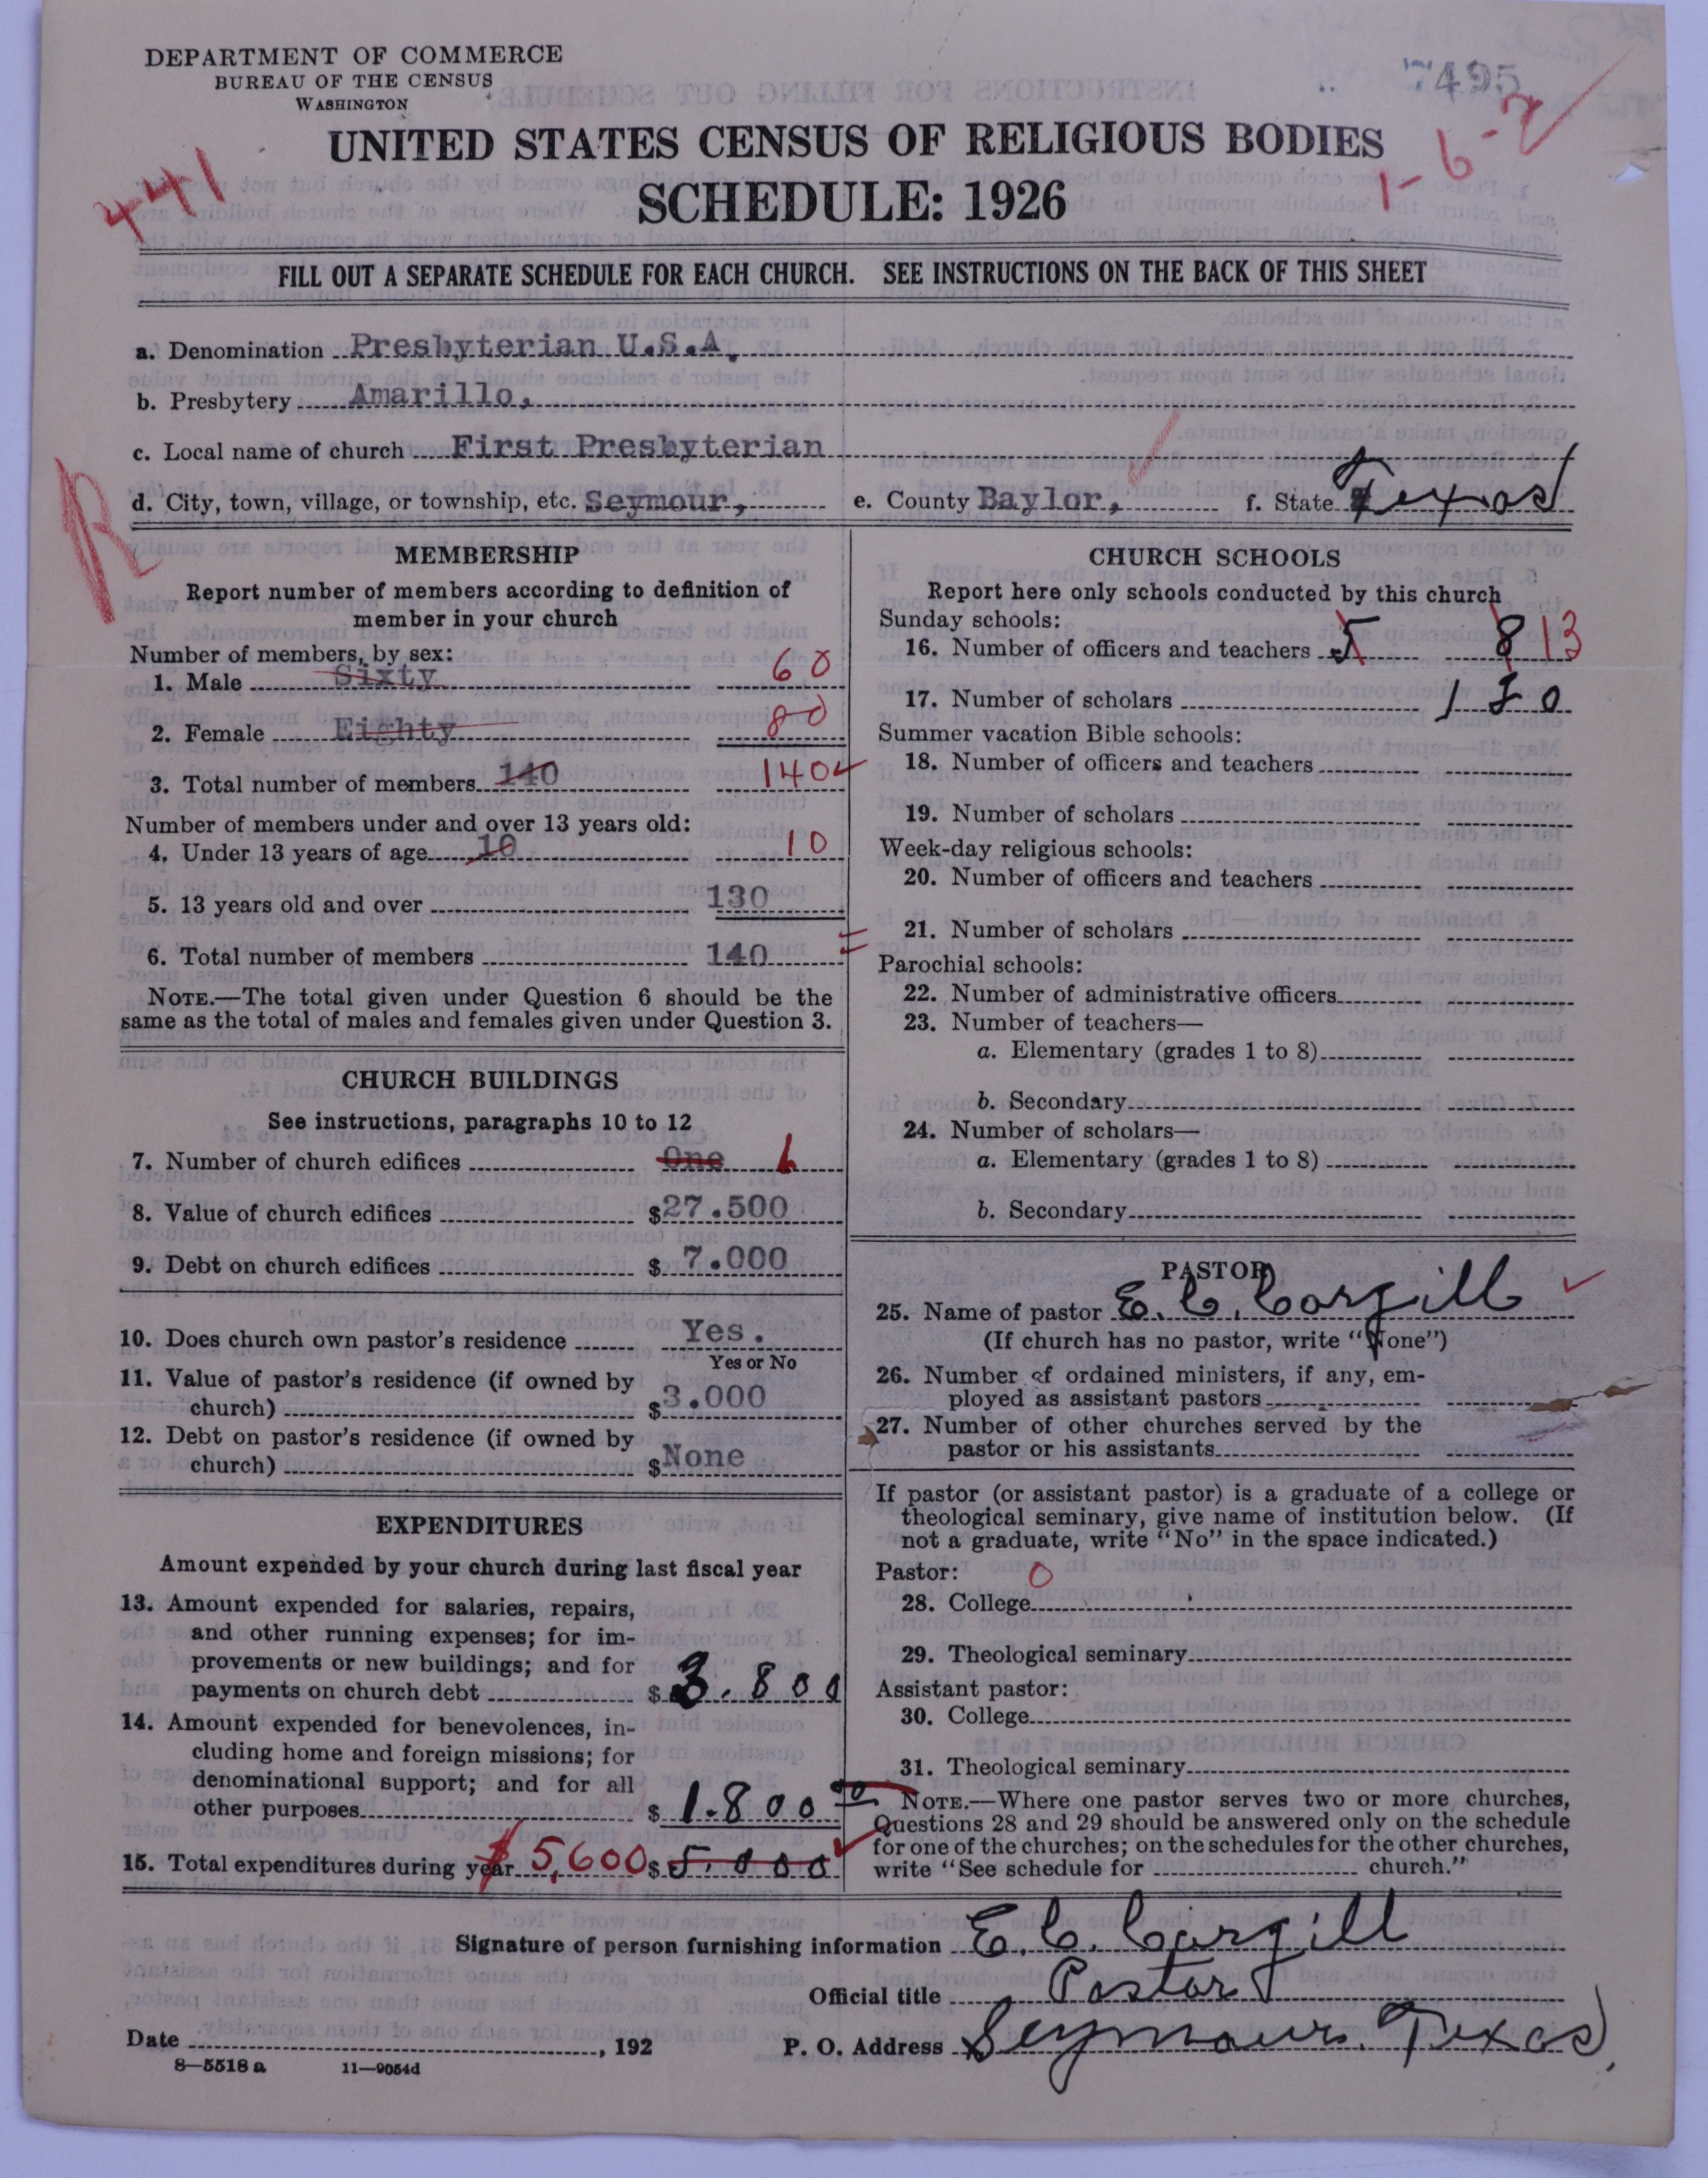 DEPARTMENT OF COMMERCE
BUREAU OF THE CENSUS
WASHINGTON
7495
UNITED STATES CENSUS OF RELIGIOUS BODIES
1-6-2
441
SCHEDULE: 1926
FILL OUT A SEPARATE SCHEDULE FOR EACH CHURCH. SEE INSTRUCTIONS ON THE BACK OF THIS SHEET
a. Denomination Presbyterian U.S.A.
b. Presbytery Amarillo,
c. Local name of church First Presbyterian
d. City, town, village, or township, etc. Seymour, e. County Baylor, f. State Texas
R
MEMBERSHIP
Report number of members according to definition of
member in your church
Number of members, by sex:
1. Male Sixty 60
2. Female Eighty 80
3. Total number of members 140 140
Number of members under and over 13 years old:
4. Under 13 years of age 10 10
5. 13 years old and over 130
6. Total number of members 140
NOTE.—The total given under Question 6 should be the
same as the total of males and females given under Question 3.
CHURCH BUILDINGS
See instructions, paragraphs 10 to 12
7. Number of church edifices One 1
8. Value of church edifices $27.500
9. Debt on church edifices $ 7.000
10. Does church own pastor's residence Yes.
Yes or No
11. Value of pastor's residence (if owned by
church) $3.000
12. Debt on pastor's residence (if owned by
church) $None
EXPENDITURES
Amount expended by your church during last fiscal year
13. Amount expended for salaries, repairs,
and other running expenses; for im-
provements or new buildings; and for
payments on church debt $ 3.800
14. Amount expended for benevolences, in-
cluding home and foreign missions; for
denominational support; and for all
other purposes $ 1.800 00
15. Total expenditures during year $5,600 $ 5.000
CHURCH SCHOOLS
Report here only schools conducted by this church
Sunday schools:
16. Number of officers and teachers 5 8 13
17. Number of scholars
Summer vacation Bible schools:
18. Number of officers and teachers
19. Number of scholars
Week-day religious schools:
20. Number of officers and teachers
21. Number of scholars
Parochial schools:
22. Number of administrative officers
23. Number of teachers—
a. Elementary (grades 1 to 8)
b. Secondary
24. Number of scholars—
a. Elementary (grades 1 to 8)
b. Secondary
PASTOR
25. Name of pastor E. C. Cargill
(If church has no pastor, write "None")
26. Number of ordained ministers, if any, em-
ployed as assistant pastors
27. Number of other churches served by the
pastor or his assistants
If pastor (or assistant pastor) is a graduate of a college or
theological seminary, give name of institution below. (If
not a graduate, write "No" in the space indicated.)
Pastor: 0
28. College
29. Theological seminary
Assistant pastor:
30. College
31. Theological seminary
NOTE.—Where one pastor serves two or more churches,
Questions 28 and 29 should be answered only on the schedule
for one of the churches; on the schedules for the other churches,
write "See schedule for church."
Signature of person furnishing information E. C. Cargill
Official title Pastor
Date , 192 P. O. Address Seymour, Texas,
8—5518 a 11—9054d